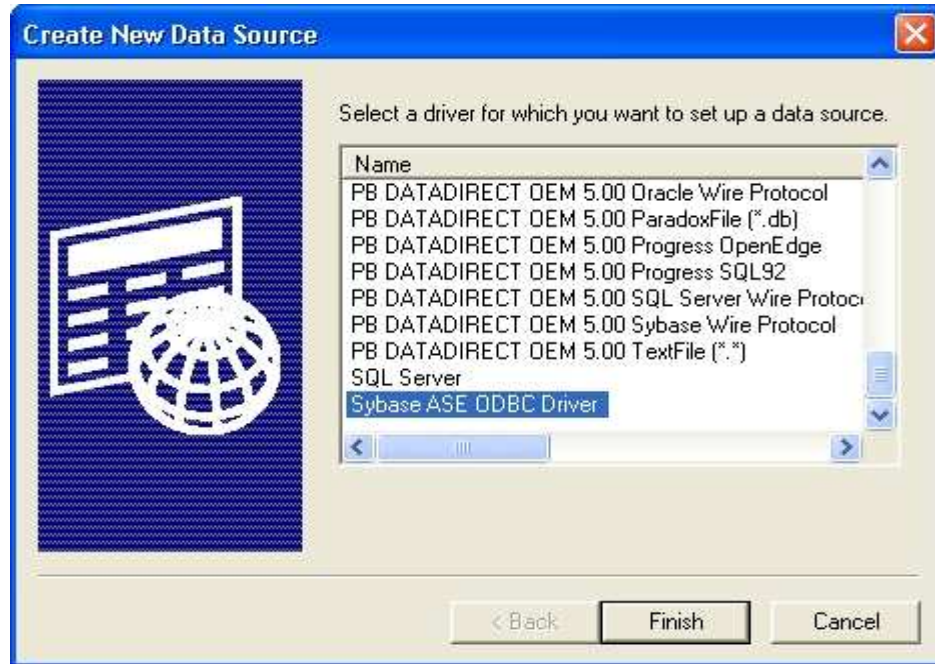 Create New Data Source
Select a driver for which you want to set up a data source.
Name
PB DATADIRECT OEM 5.00 Oracle Wire Protocol
PB DATADIRECT OEM 5.00 ParadoxFile (*.db)
PB DATADIRECT OEM 5.00 Progress OpenEdge
PB DATADIRECT OEM 5.00 Progress SQL92
PB DATADIRECT OEM 5.00 SQL Server Wire Protoc
PB DATADIRECT OEM 5.00 Sybase Wire Protocol
PB DATADIRECT OEM 5.00 TextFile (*.*)
SQL Server
Sybase ASE ODBC Driver
< Back
Finish
Cancel